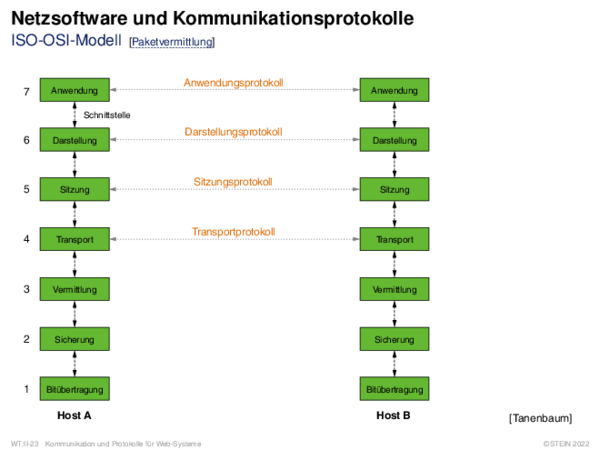 Netzsoftware und Kommunikationsprotokolle
ISO-OSI-Modell [Paketvermittlung]
7 Anwendung Anwendungsprotokoll Anwendung
Schnittstelle
6 Darstellung Darstellungsprotokoll Darstellung
5 Sitzung Sitzungsprotokoll Sitzung
4 Transport Transportprotokoll Transport
3 Vermittlung Vermittlung
2 Sicherung Sicherung
1 Bitübertragung Bitübertragung
Host A Host B
[Tanenbaum]
WT:II-23 Kommunikation und Protokolle für Web-Systeme ©STEIN 2022